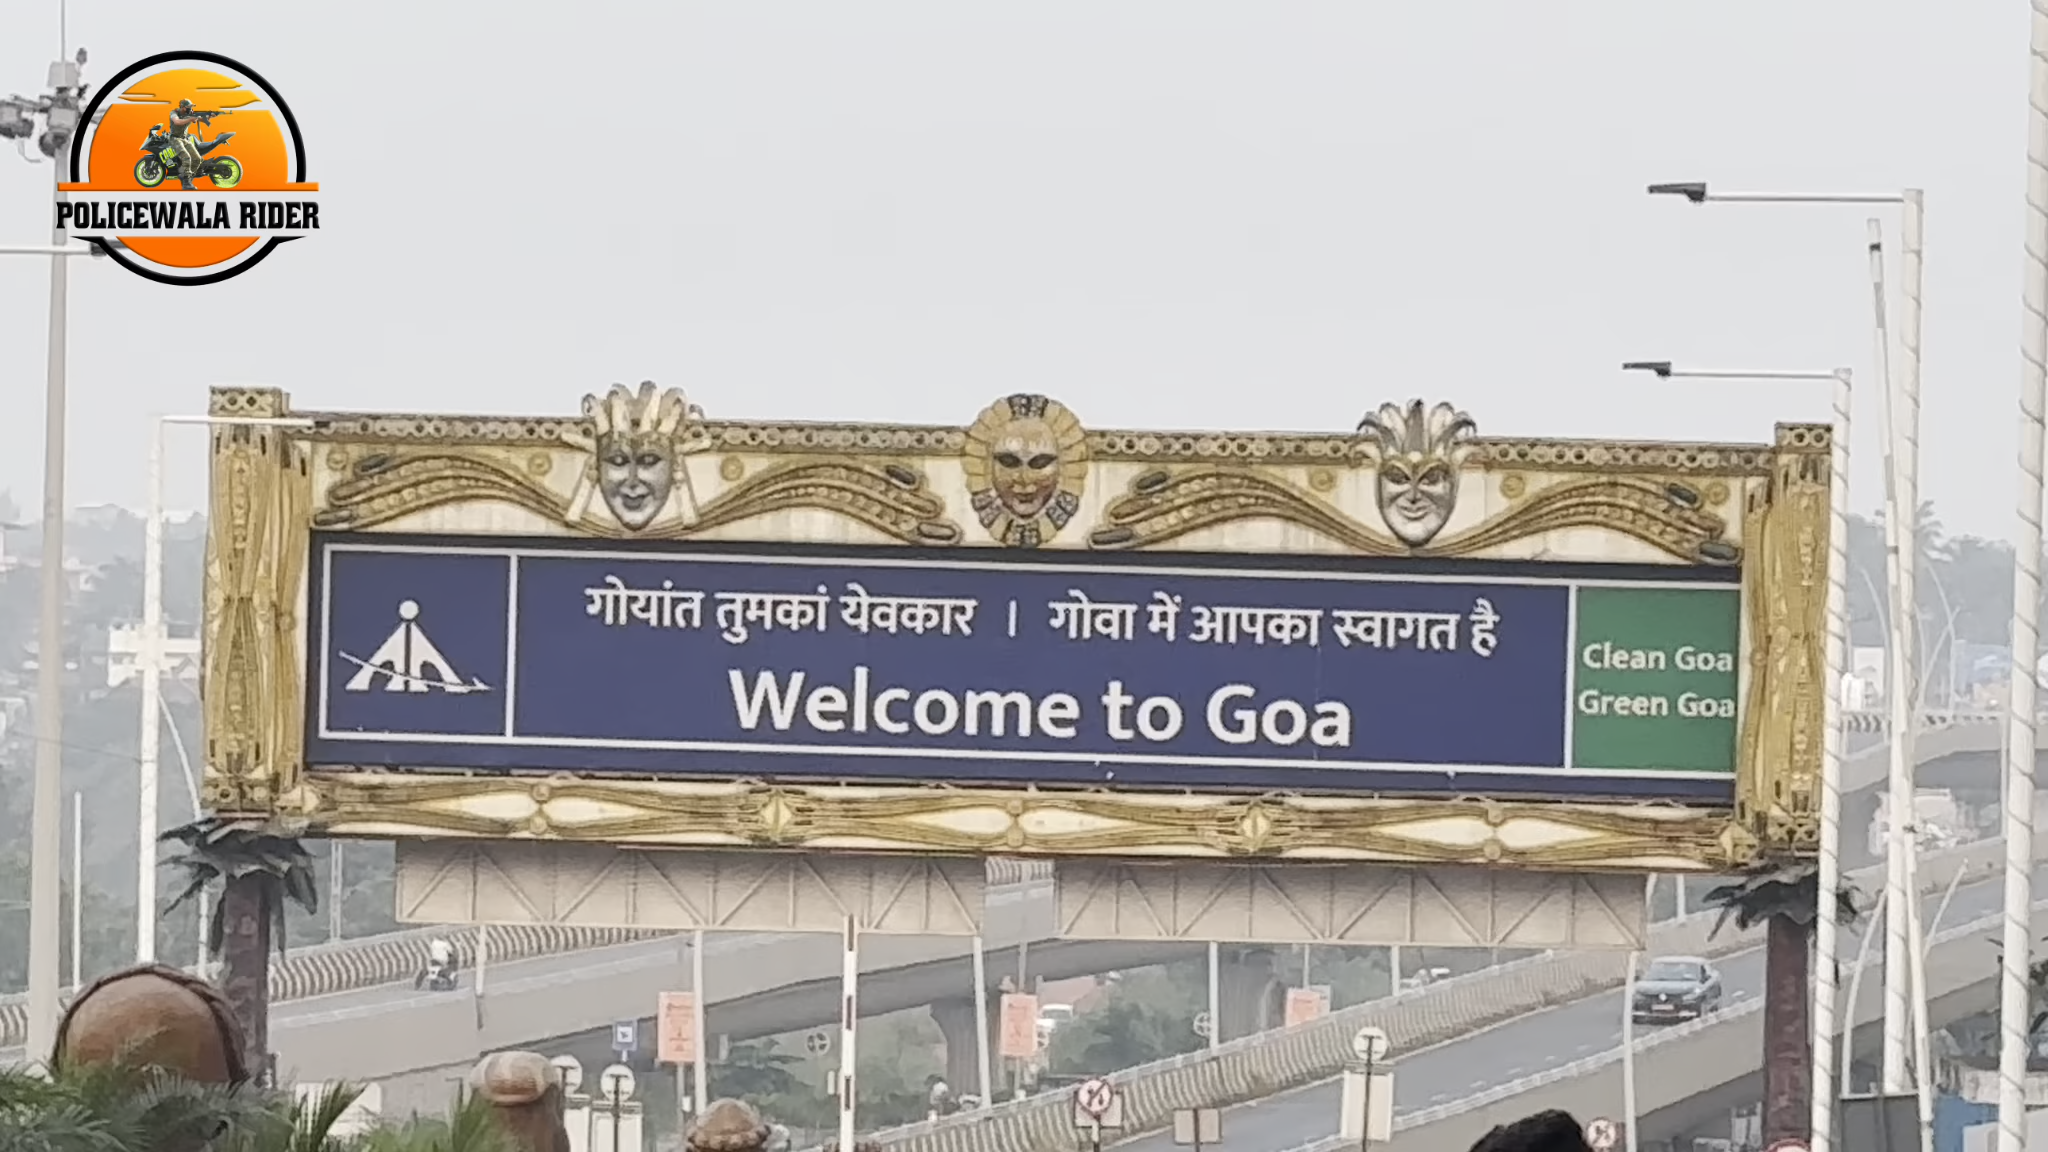 POLICEWALA RIDER
गोयांत तुमकां येवकार । गोवा में आपका स्वागत है
Welcome to Goa
Clean Goa
Green Goa